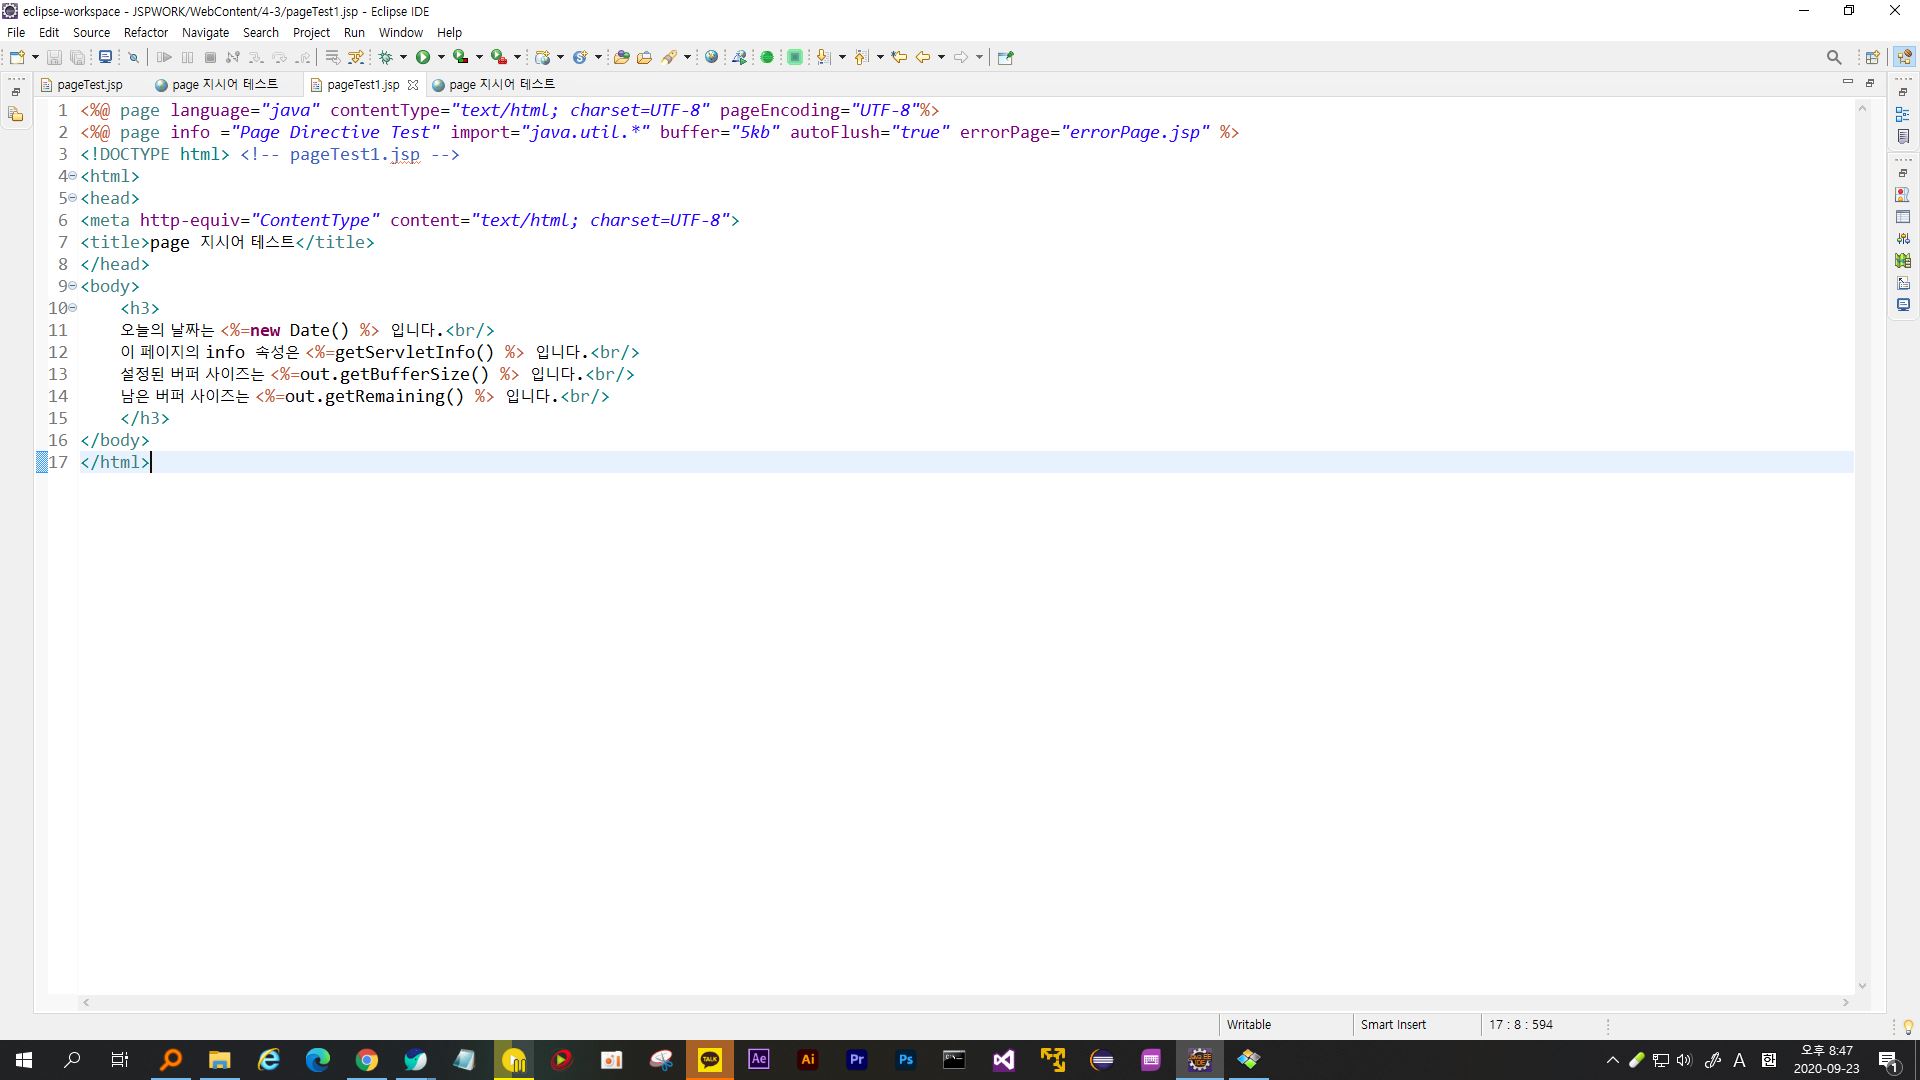 eclipse-workspace - JSPWORK/WebContent/4-3/pageTest1.jsp - Eclipse IDE
File Edit Source Refactor Navigate Search Project Run Window Help
pageTest.jsp page 지시어 테스트 pageTest1.jsp page 지시어 테스트
1 <%@ page language="java" contentType="text/html; charset=UTF-8" pageEncoding="UTF-8"%>
2 <%@ page info ="Page Directive Test" import="java.util.*" buffer="5kb" autoFlush="true" errorPage="errorPage.jsp" %>
3 <!DOCTYPE html> <!-- pageTest1.jsp -->
4 <html>
5 <head>
6 <meta http-equiv="ContentType" content="text/html; charset=UTF-8">
7 <title>page 지시어 테스트</title>
8 </head>
9 <body>
10 <h3>
11 오늘의 날짜는 <%=new Date() %> 입니다.<br/>
12 이 페이지의 info 속성은 <%=getServletInfo() %> 입니다.<br/>
13 설정된 버퍼 사이즈는 <%=out.getBufferSize() %> 입니다.<br/>
14 남은 버퍼 사이즈는 <%=out.getRemaining() %> 입니다.<br/>
15 </h3>
16 </body>
17 </html>
Writable Smart Insert 17 : 8 : 594
TALK Ae Ai Pr Ps A 오후 8:47
2020-09-23 1